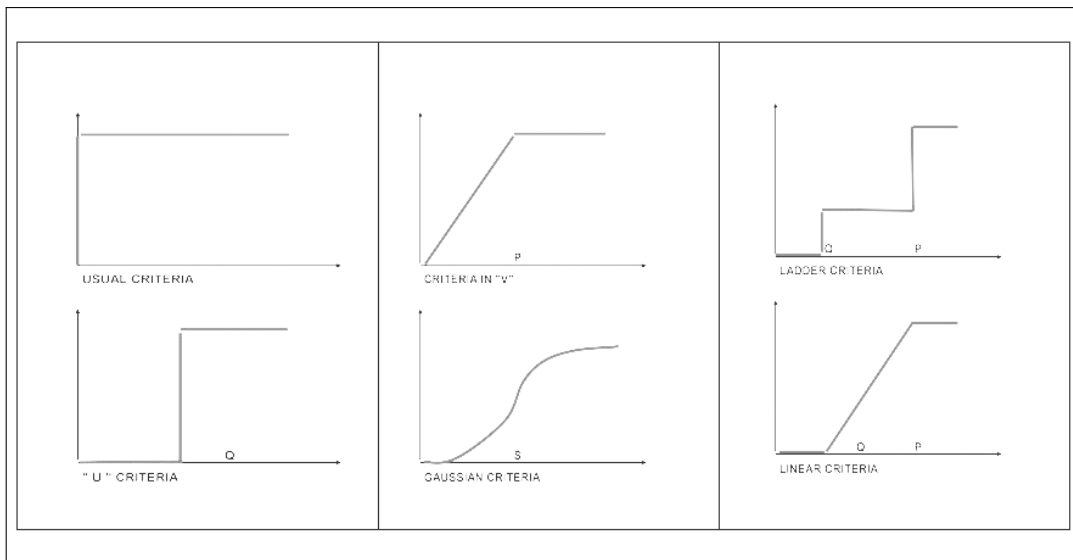 USUAL CRITERIA
Q
" U " CRITERIA
P
CRITERIA IN "V"
S
GAUSSIAN CRITERIA
Q P
LADDER CRITERIA
Q P
LINEAR CRITERIA